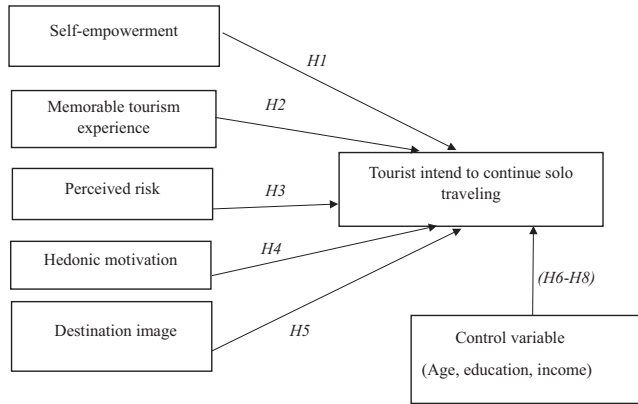 Self-empowerment
H1
Memorable tourism
experience
H2
Tourist intend to continue solo
traveling
Perceived risk
H3
Hedonic motivation
H4
(H6-H8)
Destination image
H5
Control variable
(Age, education, income)